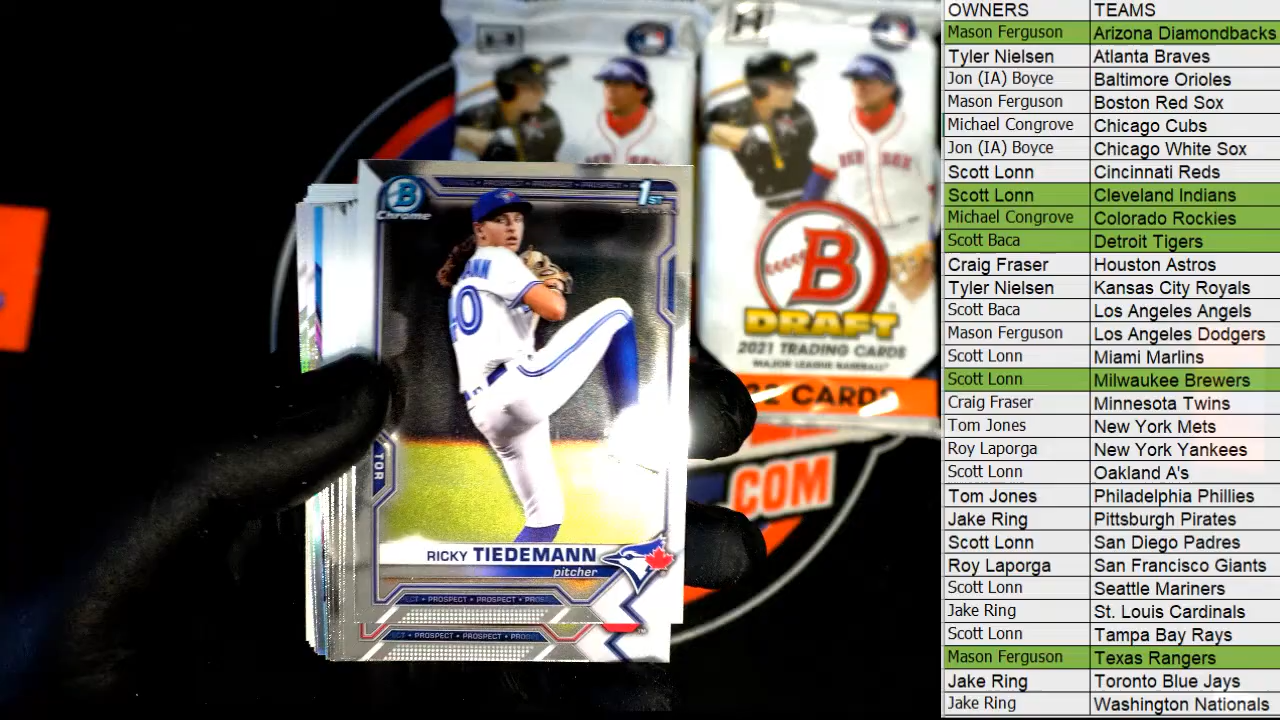 OWNERS TEAMS
Mason Ferguson Arizona Diamondbacks
Tyler Nielsen Atlanta Braves
Jon (IA) Boyce Baltimore Orioles
Mason Ferguson Boston Red Sox
Michael Congrove Chicago Cubs
Jon (IA) Boyce Chicago White Sox
Scott Lonn Cincinnati Reds
Scott Lonn Cleveland Indians
Michael Congrove Colorado Rockies
Scott Baca Detroit Tigers
Craig Fraser Houston Astros
Tyler Nielsen Kansas City Royals
Scott Baca Los Angeles Angels
Mason Ferguson Los Angeles Dodgers
Scott Lonn Miami Marlins
Scott Lonn Milwaukee Brewers
Craig Fraser Minnesota Twins
Tom Jones New York Mets
Roy Laporga New York Yankees
Scott Lonn Oakland A's
Tom Jones Philadelphia Phillies
Jake Ring Pittsburgh Pirates
Scott Lonn San Diego Padres
Roy Laporga San Francisco Giants
Scott Lonn Seattle Mariners
Jake Ring St. Louis Cardinals
Scott Lonn Tampa Bay Rays
Mason Ferguson Texas Rangers
Jake Ring Toronto Blue Jays
Jake Ring Washington Nationals
B
Chrome
1ST
TOR
RICKY TIEDEMANN
pitcher
PROSPECT • PROSPECT
PROSPECT • PROSPECT
B
DRAFT
2021 TRADING CARDS
MAJOR LEAGUE BASEBALL
CARDS
.COM